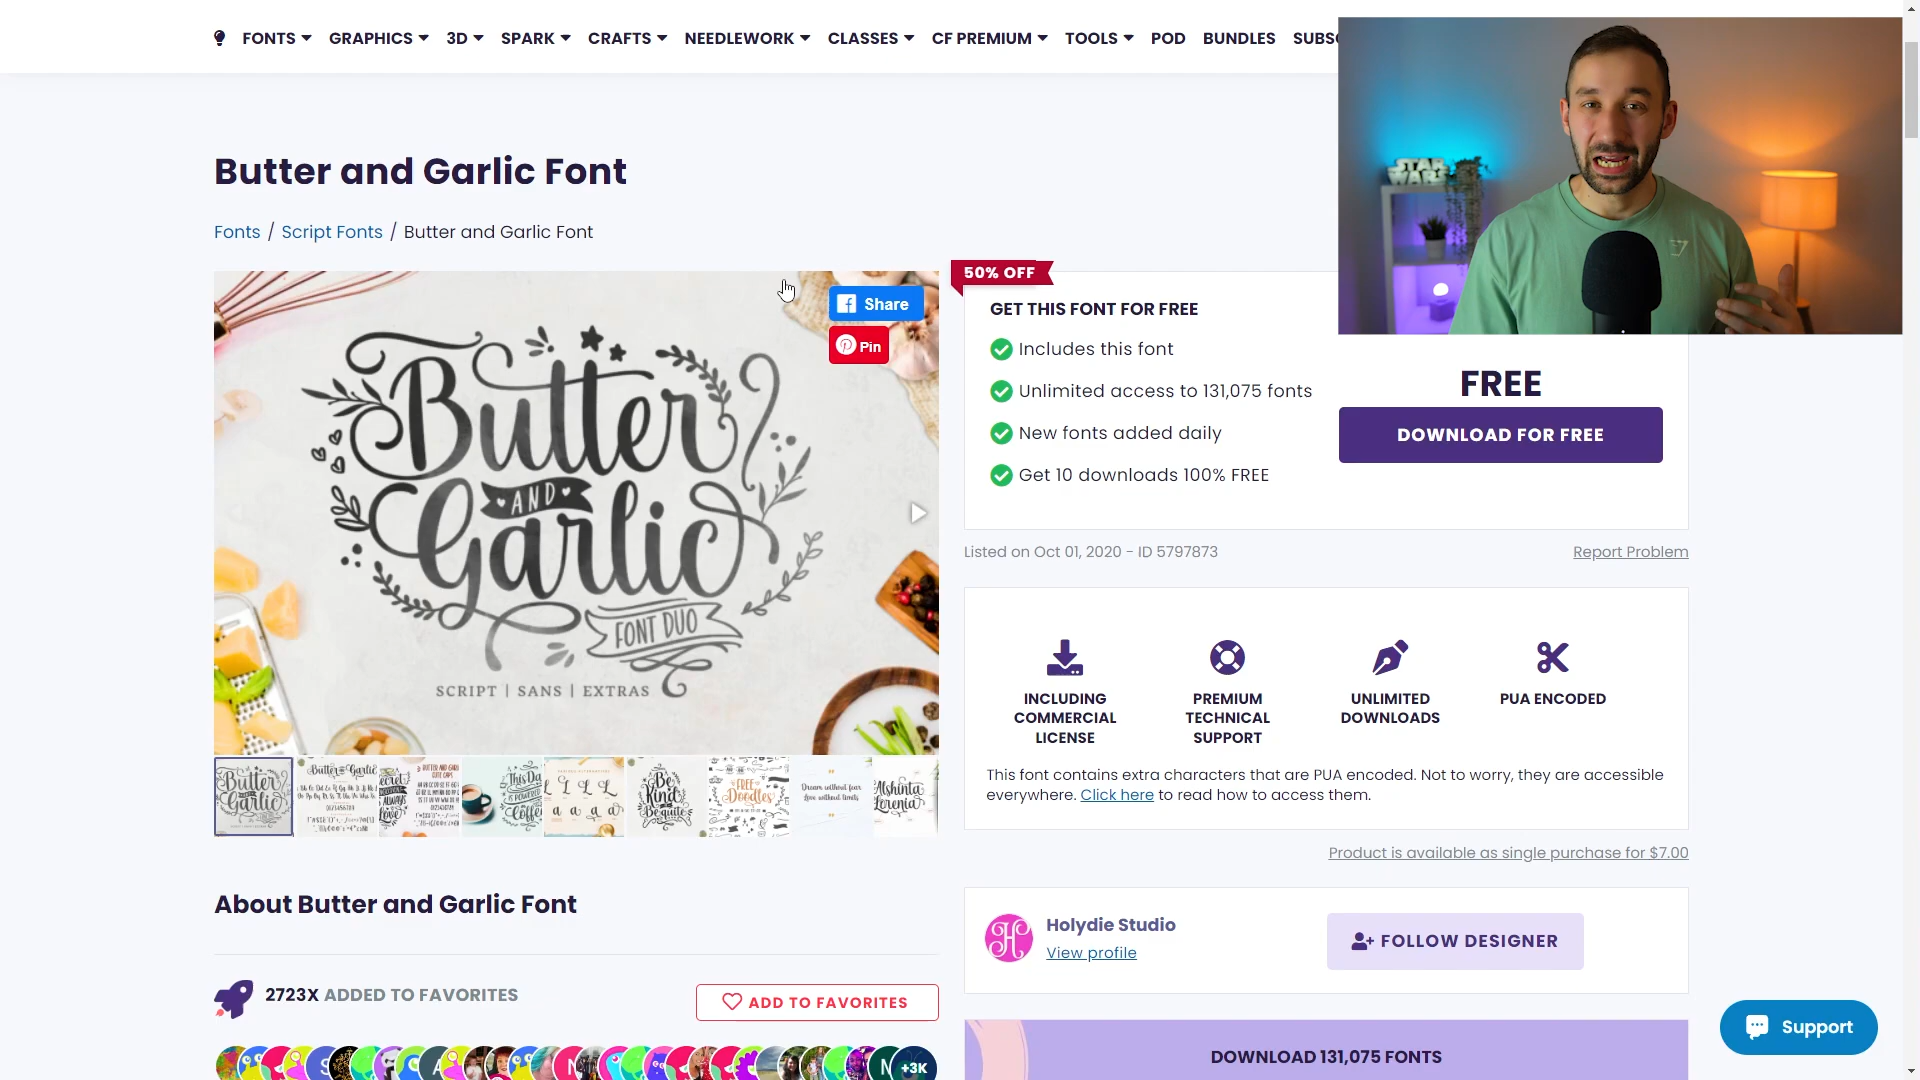 FONTS GRAPHICS 3D SPARK CRAFTS NEEDLEWORK CLASSES CF PREMIUM TOOLS POD BUNDLES
STAR WARS
Butter and Garlic Font
Fonts / Script Fonts / Butter and Garlic Font
Share
Pin
Butter
AND
Garlic
FONT DUO
SCRIPT | SANS | EXTRAS
50% OFF
GET THIS FONT FOR FREE
Includes this font
Unlimited access to 131,075 fonts
New fonts added daily
Get 10 downloads 100% FREE
FREE
DOWNLOAD FOR FREE
Listed on Oct 01, 2020 - ID 5797873
Report Problem
INCLUDING COMMERCIAL LICENSE
PREMIUM TECHNICAL SUPPORT
UNLIMITED DOWNLOADS
PUA ENCODED
This font contains extra characters that are PUA encoded. Not to worry, they are accessible
everywhere. Click here to read how to access them.
Product is available as single purchase for $7.00
About Butter and Garlic Font
Holydie Studio
View profile
FOLLOW DESIGNER
2723X ADDED TO FAVORITES
ADD TO FAVORITES
+3K
DOWNLOAD 131,075 FONTS
Support